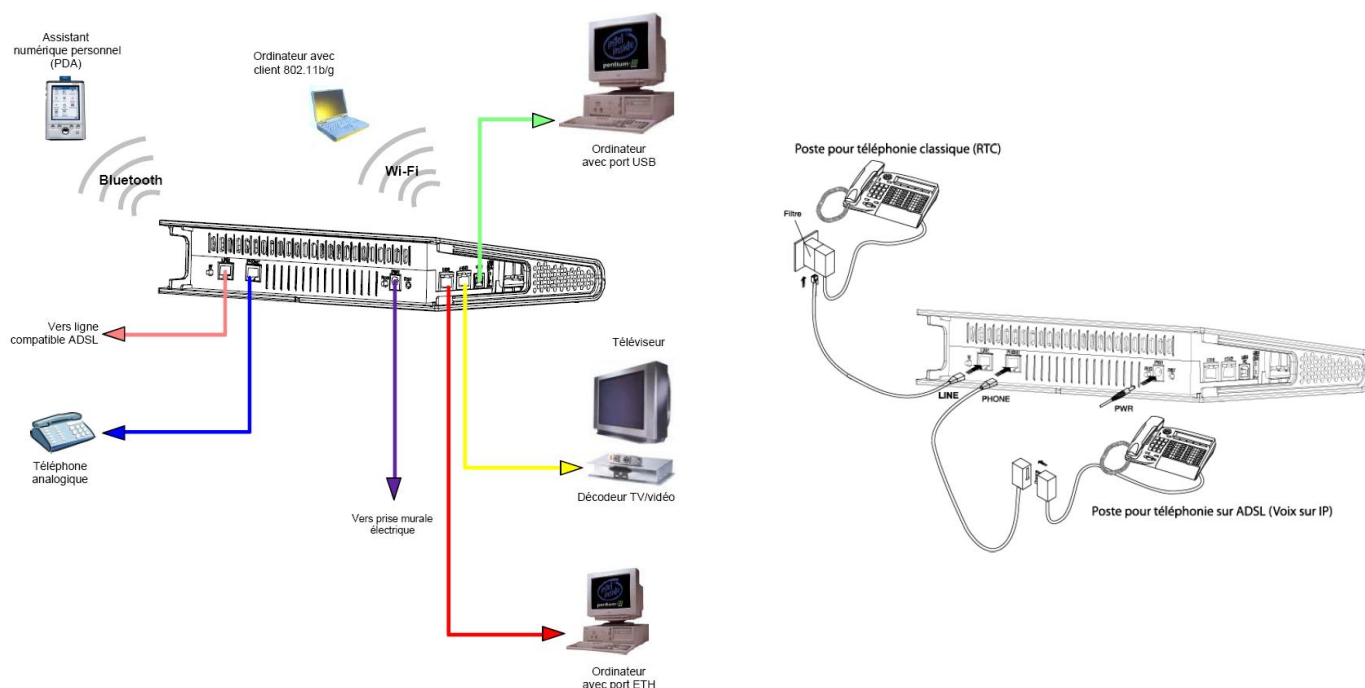 Assistant
numérique personnel
(PDA)
Ordinateur avec
client 802.11b/g
Bluetooth
Wi-Fi
Ordinateur
avec port USB
Vers ligne
compatible ADSL
Téléphone
analogique
Vers prise murale
électrique
Téléviseur
Décodeur TV/vidéo
Ordinateur
avec port ETH
Poste pour téléphonie classique (RTC)
Filtre
LINE
PHONE
PWR
Poste pour téléphonie sur ADSL (Voix sur IP)